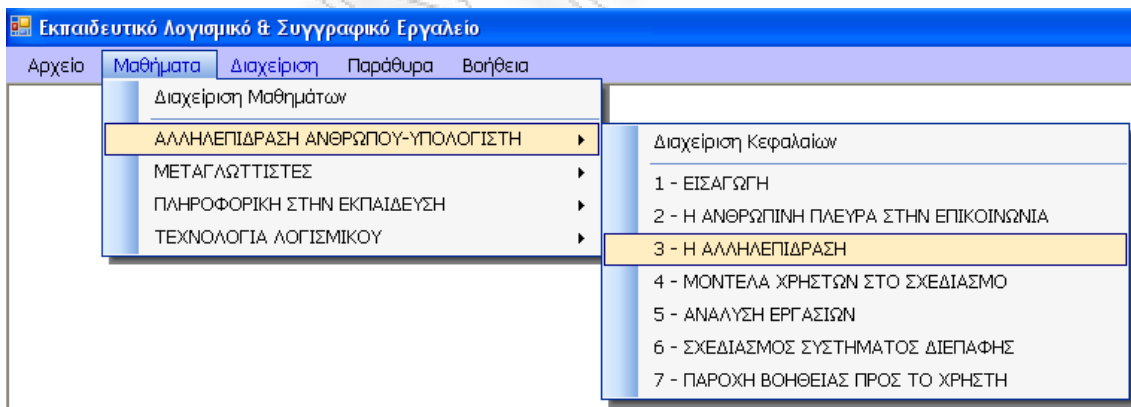 Εκπαιδευτικό Λογισμικό & Συγγραφικό Εργαλείο
Αρχείο Μαθήματα Διαχείριση Παράθυρα Βοήθεια
Διαχείριση Μαθημάτων
ΑΛΛΗΛΕΠΙΔΡΑΣΗ ΑΝΘΡΩΠΟΥ-ΥΠΟΛΟΓΙΣΤΗ
ΜΕΤΑΓΛΩΤΤΙΣΤΕΣ
ΠΛΗΡΟΦΟΡΙΚΗ ΣΤΗΝ ΕΚΠΑΙΔΕΥΣΗ
ΤΕΧΝΟΛΟΓΙΑ ΛΟΓΙΣΜΙΚΟΥ
Διαχείριση Κεφαλαίων
1 - ΕΙΣΑΓΩΓΗ
2 - Η ΑΝΘΡΩΠΙΝΗ ΠΛΕΥΡΑ ΣΤΗΝ ΕΠΙΚΟΙΝΩΝΙΑ
3 - Η ΑΛΛΗΛΕΠΙΔΡΑΣΗ
4 - ΜΟΝΤΕΛΑ ΧΡΗΣΤΩΝ ΣΤΟ ΣΧΕΔΙΑΣΜΟ
5 - ΑΝΑΛΥΣΗ ΕΡΓΑΣΙΩΝ
6 - ΣΧΕΔΙΑΣΜΟΣ ΣΥΣΤΗΜΑΤΟΣ ΔΙΕΠΑΦΗΣ
7 - ΠΑΡΟΧΗ ΒΟΗΘΕΙΑΣ ΠΡΟΣ ΤΟ ΧΡΗΣΤΗ